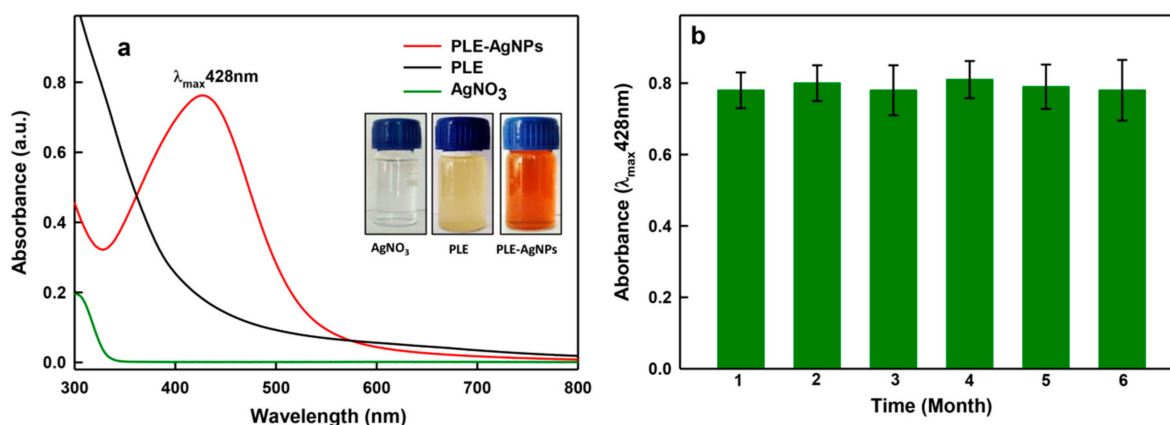 a
λmax428nm
PLE-AgNPs
PLE
AgNO3
AgNO3
PLE
PLE-AgNPs
Absorbance (a.u.)
0.8
0.6
0.4
0.2
0.0
300
400
500
600
700
800
Wavelength (nm)
b
Aborbance (λmax428nm)
0.8
0.6
0.4
0.2
0.0
1
2
3
4
5
6
Time (Month)